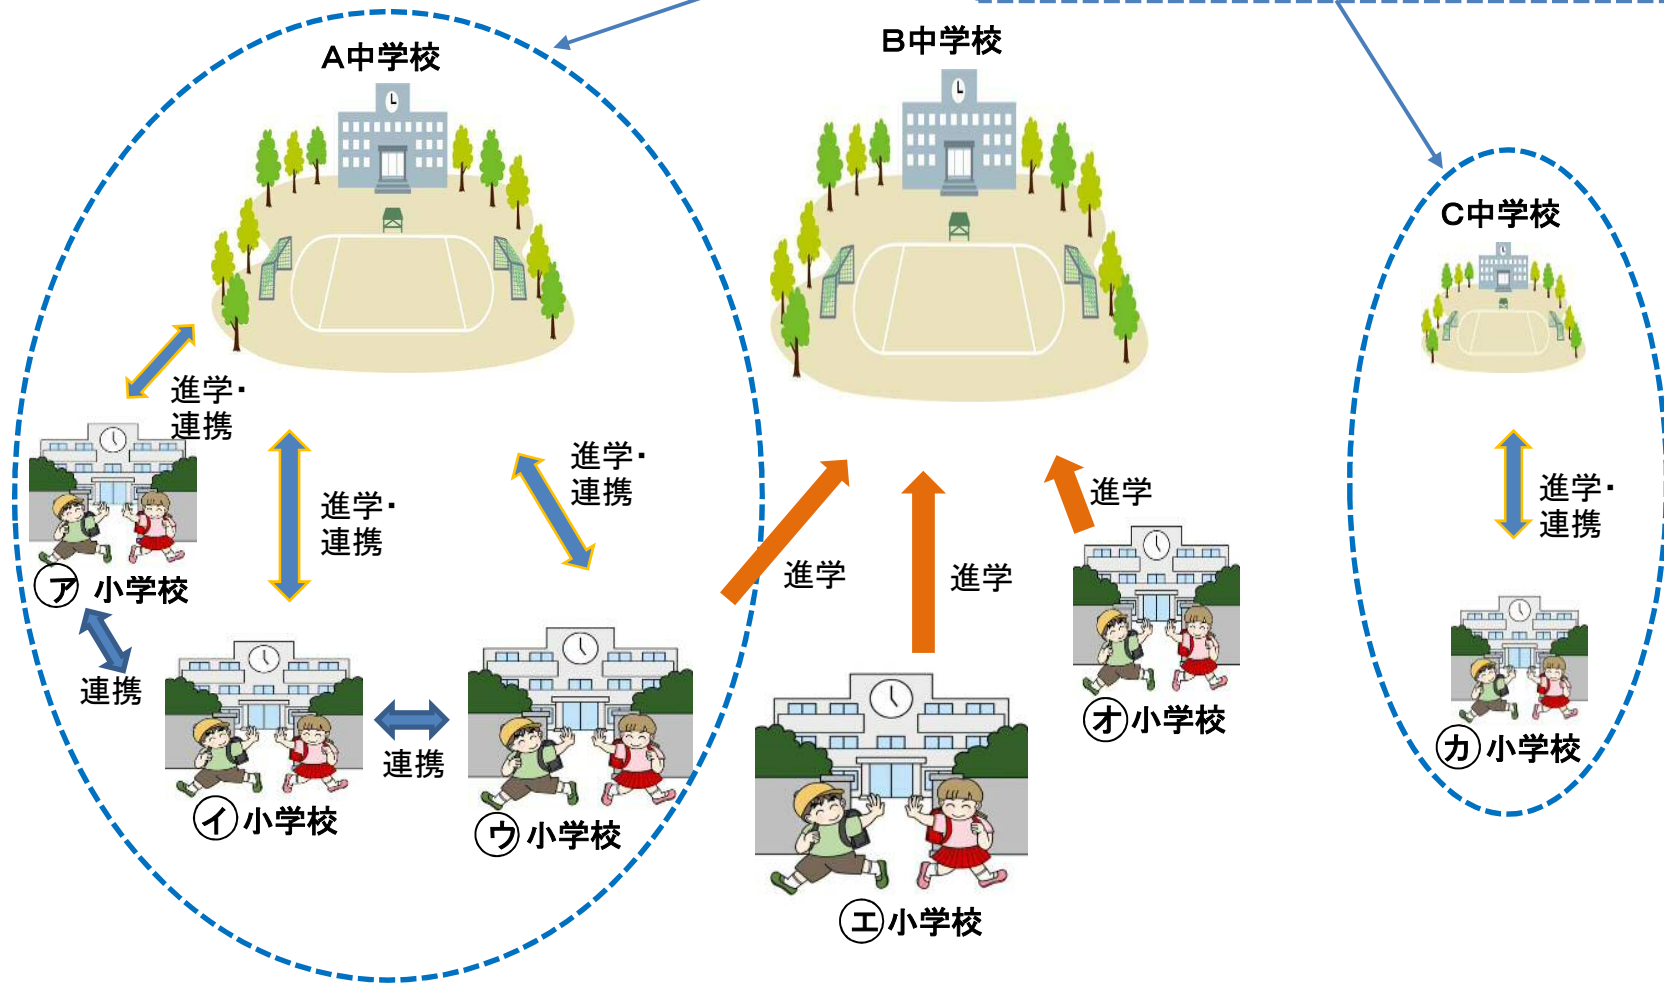 A中学校
B中学校
C中学校
進学・
連携
進学・
連携
進学・
連携
進学
進学
進学
進学・
連携
㋐小学校
連携
㋑小学校
連携
㋒小学校
㋓小学校
㋔小学校
㋕小学校